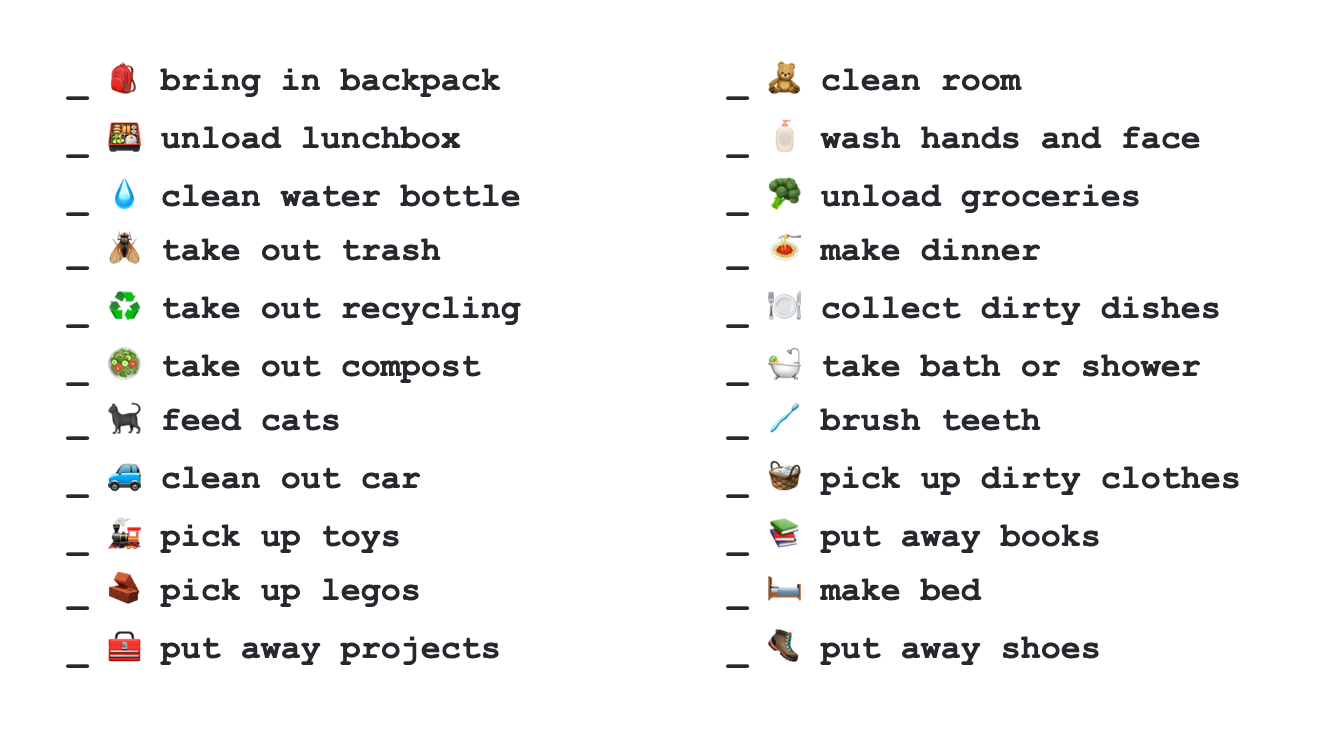 _ 🎒 bring in backpack
_ 🍱 unload lunchbox
_ 💧 clean water bottle
_ 🪰 take out trash
_ ♻️ take out recycling
_ 🥗 take out compost
_ 🐈‍⬛ feed cats
_ 🚙 clean out car
_ 🚂 pick up toys
_ 🧱 pick up legos
_ 🧰 put away projects
_ 🧸 clean room
_ 🧴 wash hands and face
_ 🥦 unload groceries
_ 🍝 make dinner
_ 🍽️ collect dirty dishes
_ 🛀 take bath or shower
_ 🪥 brush teeth
_ 🧺 pick up dirty clothes
_ 📚 put away books
_ 🛏️ make bed
_ 🥾 put away shoes